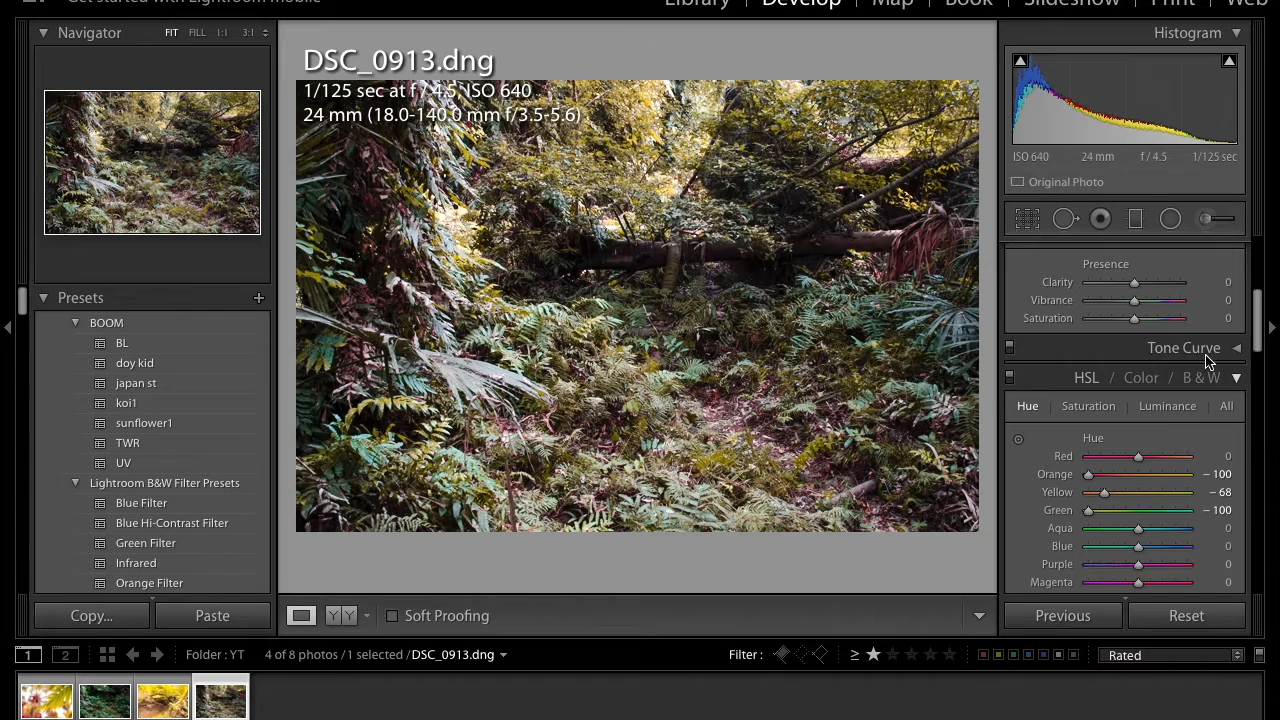 Get started with Lightroom mobile
Library | Develop | Map | Book | Slideshow | Print | Web
Navigator FIT FILL 1:1 3:1
Histogram
DSC_0913.dng
1/125 sec at f / 4.5, ISO 640
24 mm (18.0-140.0 mm f/3.5-5.6)
ISO 640 24 mm f / 4.5 1/125 sec
Original Photo
Presence
Clarity 0
Vibrance 0
Saturation 0
Tone Curve
HSL / Color / B & W
Hue | Saturation | Luminance | All
Hue
Red 0
Orange – 100
Yellow – 68
Green – 100
Aqua 0
Blue 0
Purple 0
Magenta 0
Presets +
BOOM
BL
doy kid
japan st
koi1
sunflower1
TWR
UV
Lightroom B&W Filter Presets
Blue Filter
Blue Hi-Contrast Filter
Green Filter
Infrared
Orange Filter
Copy... Paste
Y Y Soft Proofing
Previous Reset
1 2 Folder : YT 4 of 8 photos / 1 selected / DSC_0913.dng Filter : ≥ Rated